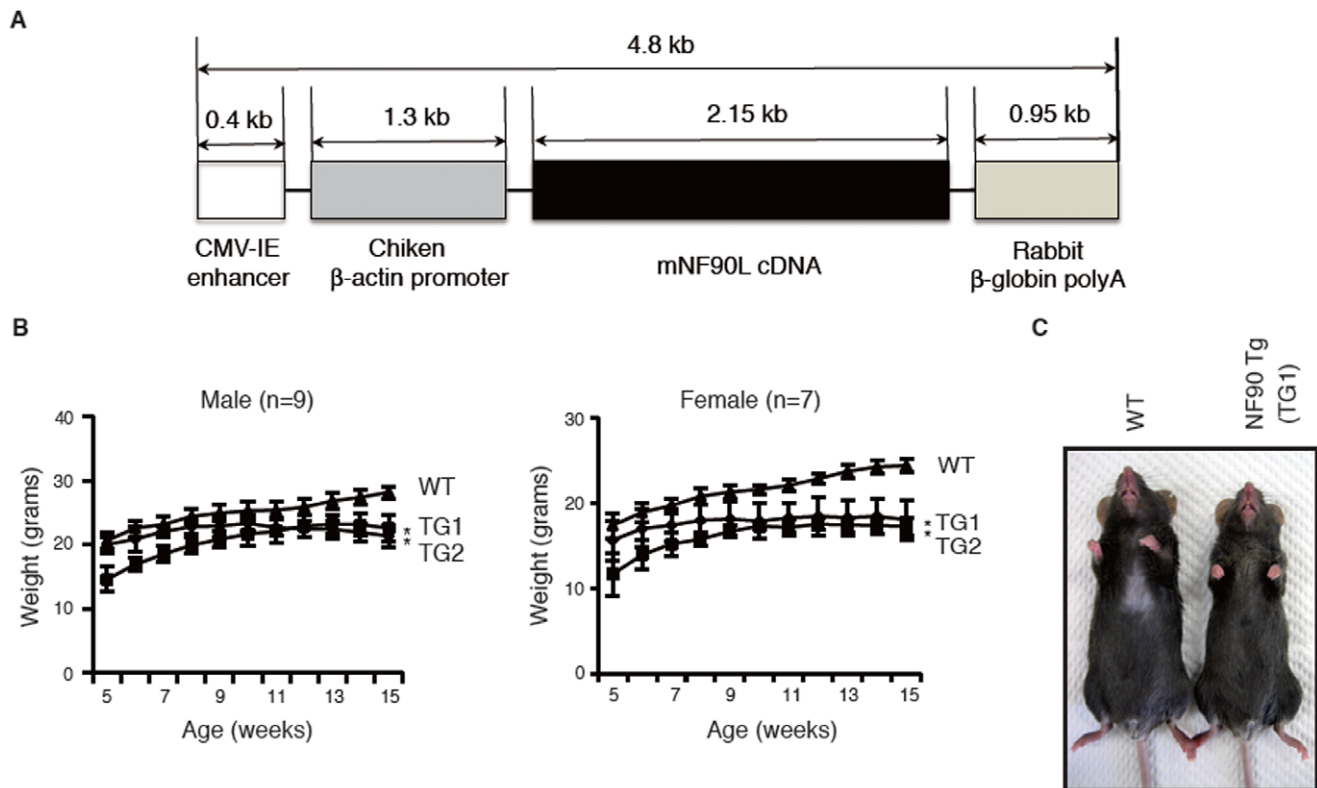 A
4.8 kb
0.4 kb
1.3 kb
2.15 kb
0.95 kb
CMV-IE
enhancer
Chiken
β-actin promoter
mNF90L cDNA
Rabbit
β-globin polyA
B
Male (n=9)
Weight (grams)
40
30
20
10
0
WT
*
TG1
*
TG2
5 7 9 11 13 15
Age (weeks)
Female (n=7)
Weight (grams)
30
20
10
0
WT
* TG1
*
TG2
5 7 9 11 13 15
Age (weeks)
C
WT
NF90 Tg
(TG1)